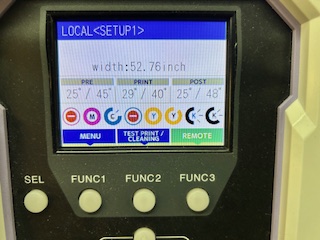 LOCAL<SETUP1>
width:52.76inch
PRE PRINT POST
25° / 45° 29° / 40° 25° / 48°
M C Y Y K K
MENU TEST PRINT / CLEANING REMOTE
SEL FUNC1 FUNC2 FUNC3